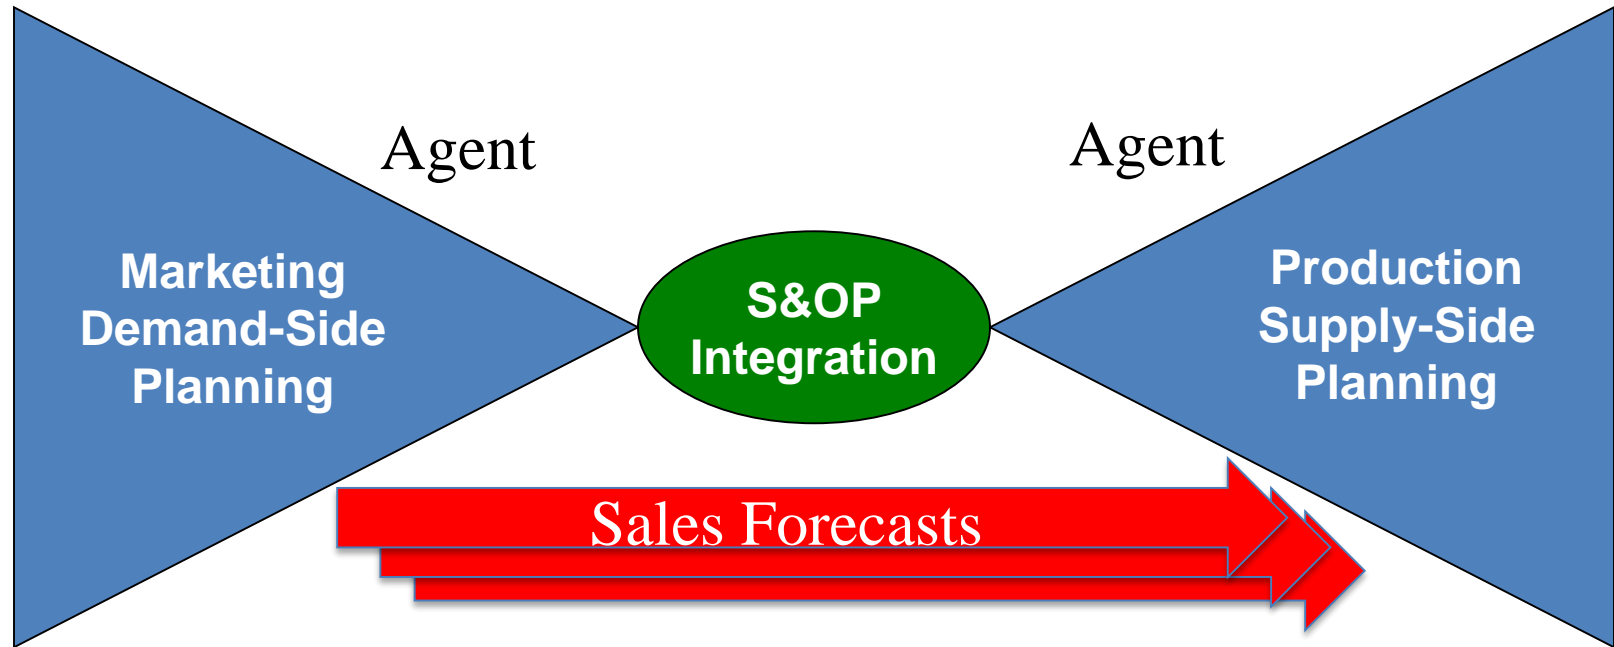 Agent
Agent
Marketing
Demand-Side
Planning
S&OP
Integration
Production
Supply-Side
Planning
Sales Forecasts